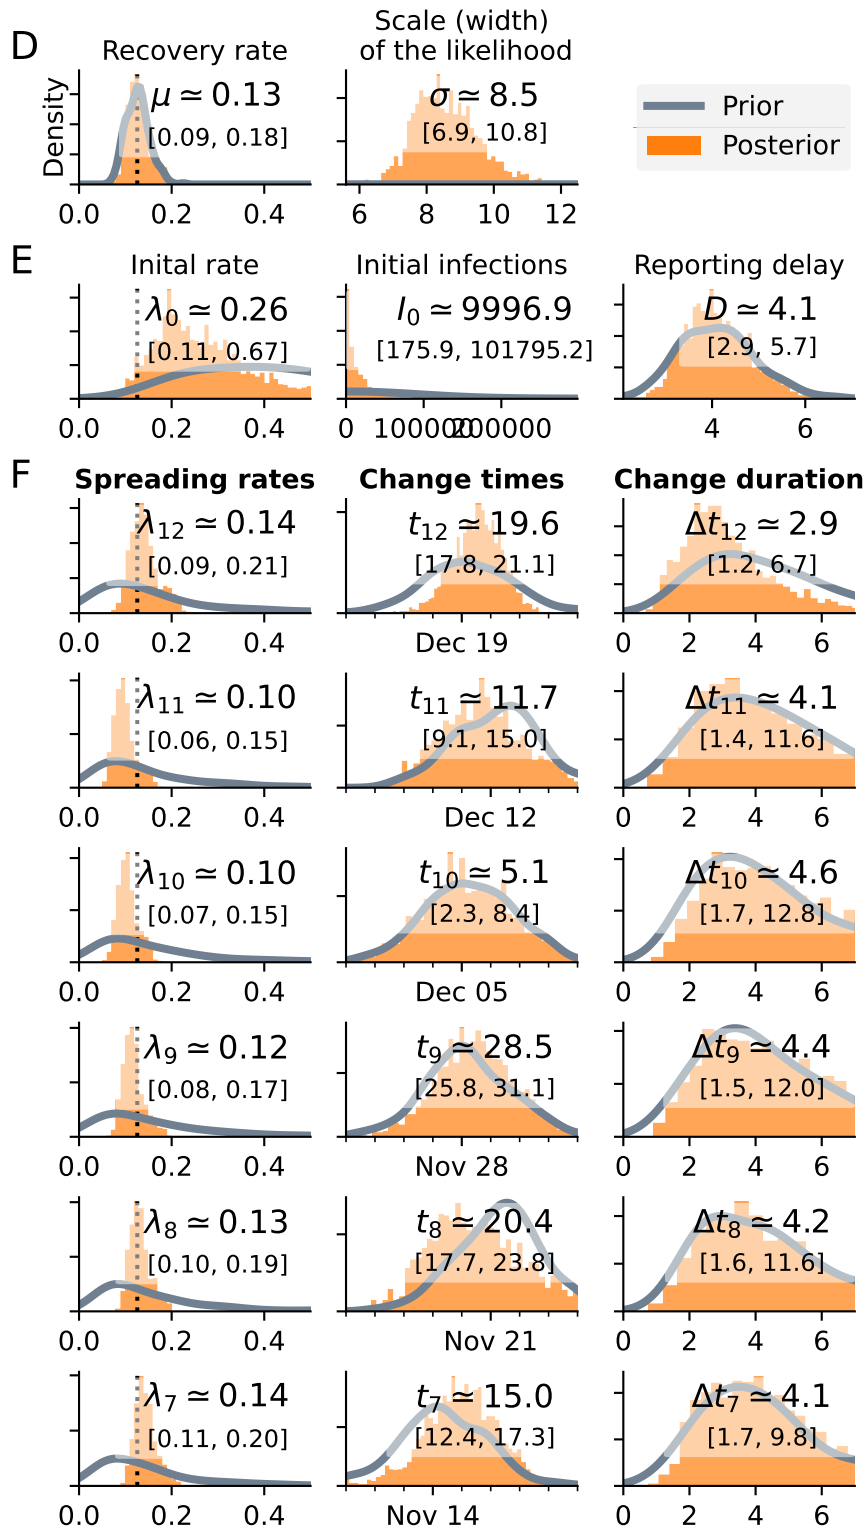 D
Recovery rate
Scale (width)
of the likelihood
Density
μ ≃ 0.13
[0.09, 0.18]
σ ≃ 8.5
[6.9, 10.8]
Prior
Posterior
0.0 0.2 0.4
6 8 10 12
E
Inital rate
Initial infections
Reporting delay
λ0 ≃ 0.26
[0.11, 0.67]
I0 ≃ 9996.9
[175.9, 101795.2]
D ≃ 4.1
[2.9, 5.7]
0.0 0.2 0.4
0 100000 200000
4 6
F
Spreading rates
Change times
Change duration
λ12 ≃ 0.14
[0.09, 0.21]
t12 ≃ 19.6
[17.8, 21.1]
Δt12 ≃ 2.9
[1.2, 6.7]
0.0 0.2 0.4
Dec 19
0 2 4 6
λ11 ≃ 0.10
[0.06, 0.15]
t11 ≃ 11.7
[9.1, 15.0]
Δt11 ≃ 4.1
[1.4, 11.6]
0.0 0.2 0.4
Dec 12
0 2 4 6
λ10 ≃ 0.10
[0.07, 0.15]
t10 ≃ 5.1
[2.3, 8.4]
Δt10 ≃ 4.6
[1.7, 12.8]
0.0 0.2 0.4
Dec 05
0 2 4 6
λ9 ≃ 0.12
[0.08, 0.17]
t9 ≃ 28.5
[25.8, 31.1]
Δt9 ≃ 4.4
[1.5, 12.0]
0.0 0.2 0.4
Nov 28
0 2 4 6
λ8 ≃ 0.13
[0.10, 0.19]
t8 ≃ 20.4
[17.7, 23.8]
Δt8 ≃ 4.2
[1.6, 11.6]
0.0 0.2 0.4
Nov 21
0 2 4 6
λ7 ≃ 0.14
[0.11, 0.20]
t7 ≃ 15.0
[12.4, 17.3]
Δt7 ≃ 4.1
[1.7, 9.8]
0.0 0.2 0.4
Nov 14
0 2 4 6